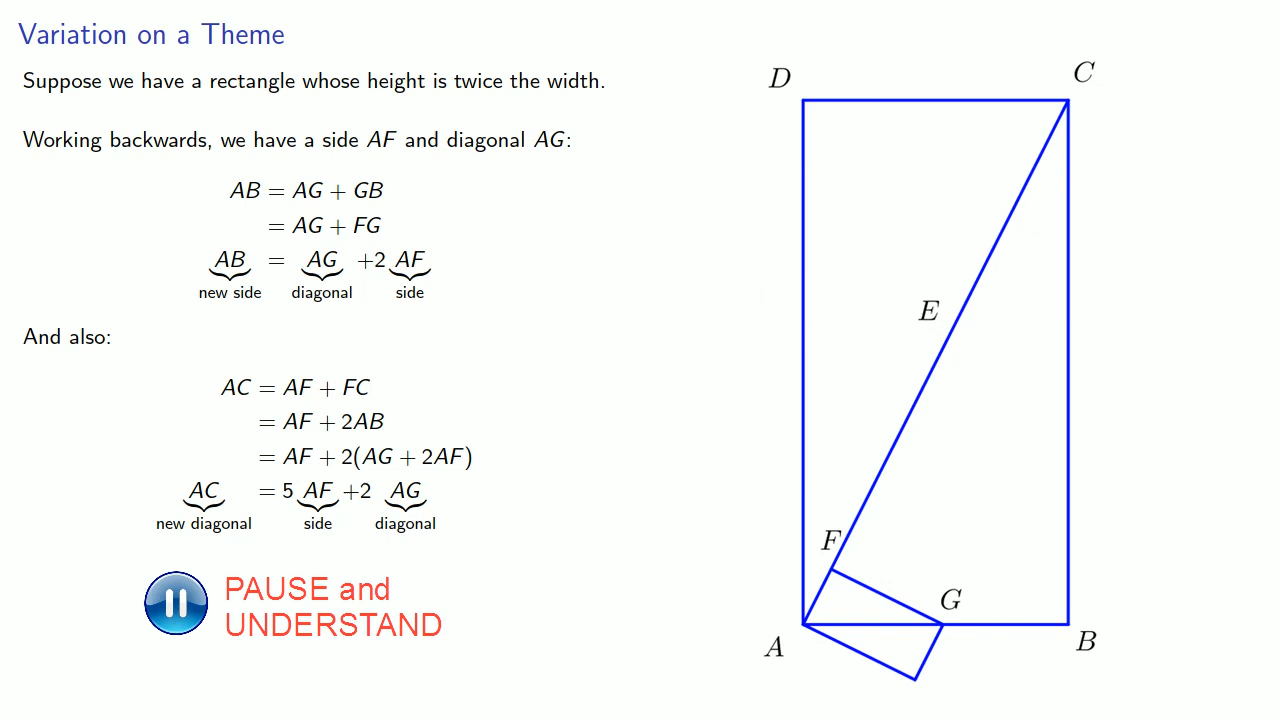 Variation on a Theme
Suppose we have a rectangle whose height is twice the width.
Working backwards, we have a side AF and diagonal AG:
AB = AG + GB
= AG + FG
AB = AG +2 AF
new side diagonal side
And also:
AC = AF + FC
= AF + 2AB
= AF + 2(AG + 2AF)
AC = 5 AF +2 AG
new diagonal side diagonal
PAUSE and
UNDERSTAND
D
C
E
F
G
A
B